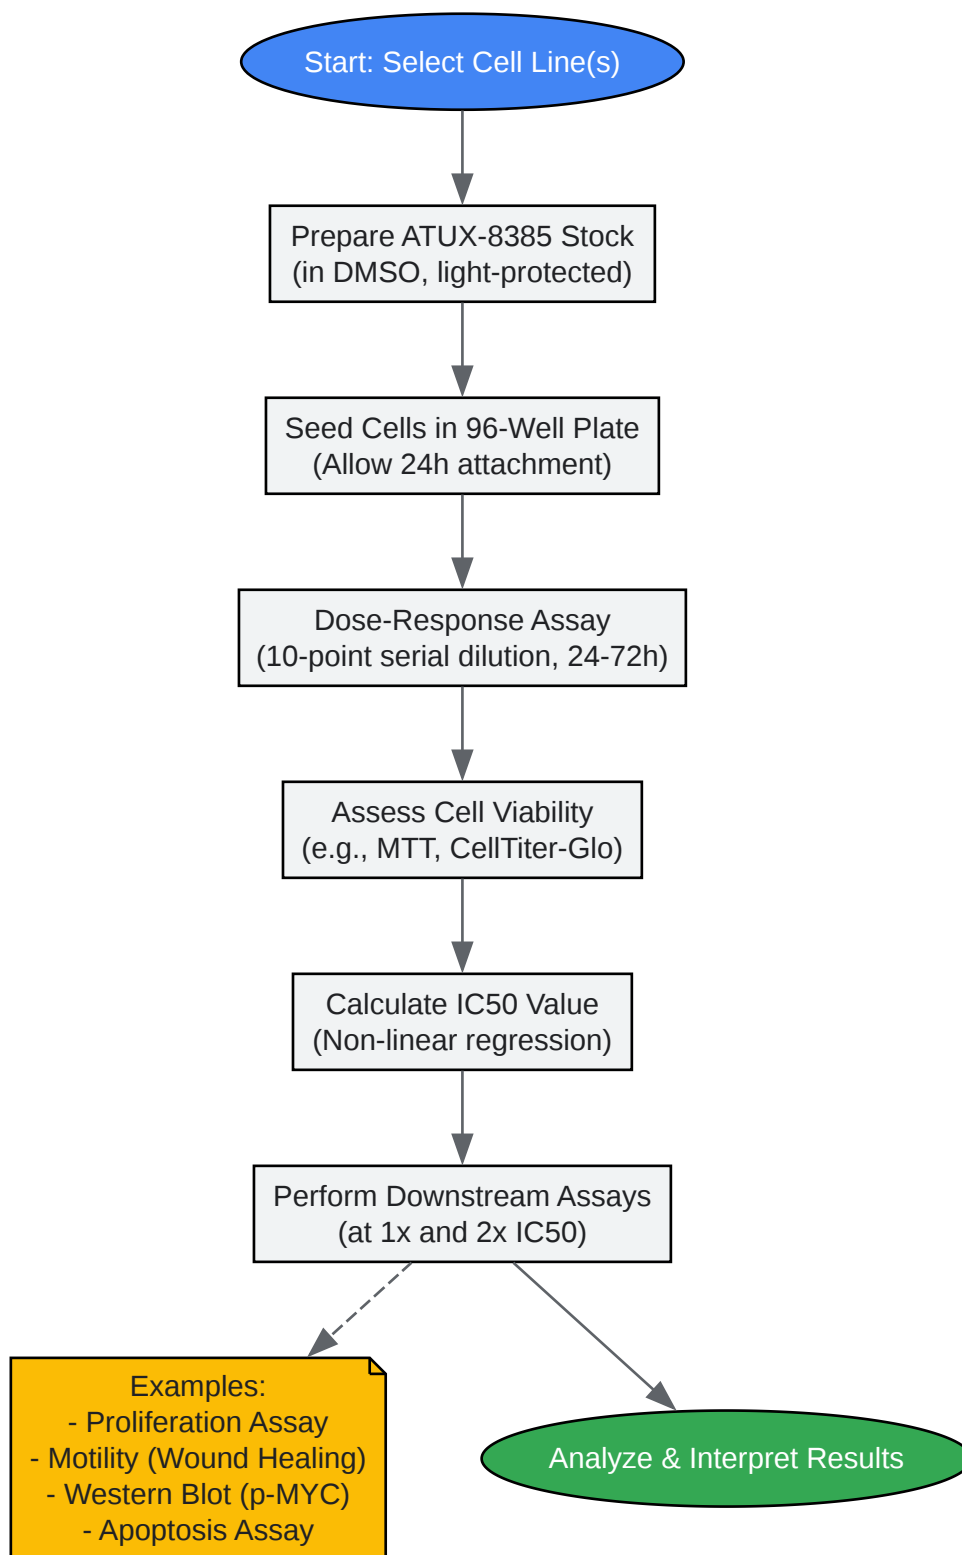 Start: Select Cell Line(s)
Prepare ATUX-8385 Stock
(in DMSO, light-protected)
Seed Cells in 96-Well Plate
(Allow 24h attachment)
Dose-Response Assay
(10-point serial dilution, 24-72h)
Assess Cell Viability
(e.g., MTT, CellTiter-Glo)
Calculate IC50 Value
(Non-linear regression)
Perform Downstream Assays
(at 1x and 2x IC50)
Examples:
- Proliferation Assay
- Motility (Wound Healing)
- Western Blot (p-MYC)
- Apoptosis Assay
Analyze & Interpret Results